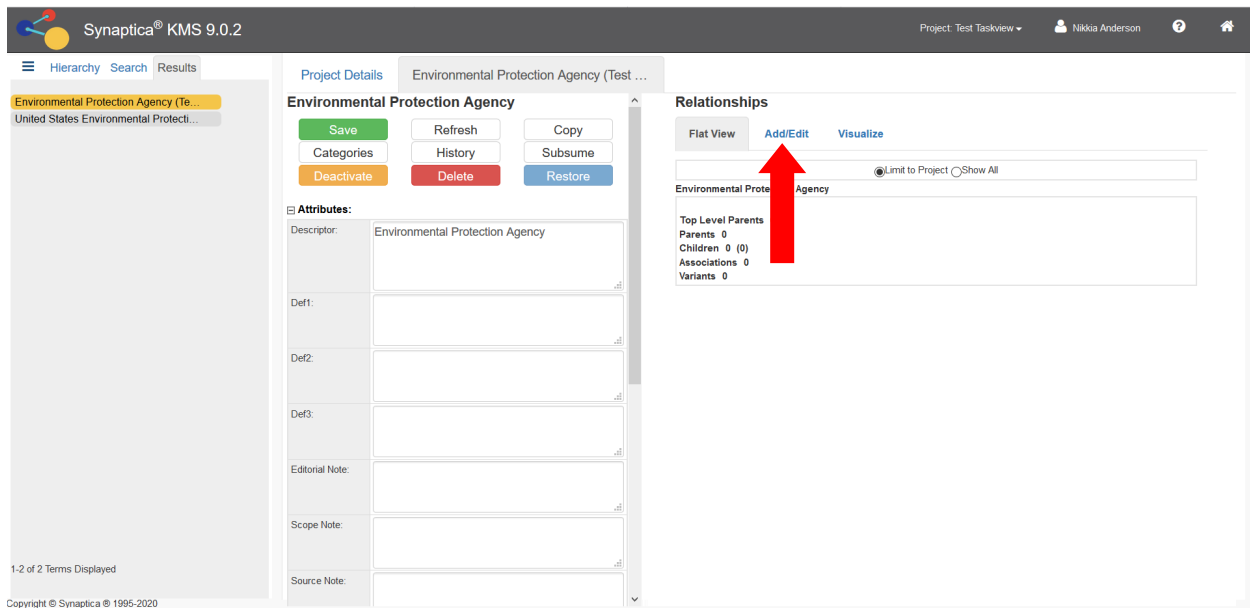 Synaptica® KMS 9.0.2
Project: Test Taskview
Nikkia Anderson
?
Hierarchy Search Results
Environmental Protection Agency (Te...
United States Environmental Protecti...
1-2 of 2 Terms Displayed
Copyright © Synaptica ® 1995-2020
Project Details Environmental Protection Agency (Test ...
Environmental Protection Agency
Save Refresh Copy
Categories History Subsume
Deactivate Delete Restore
Attributes:
Descriptor: Environmental Protection Agency
Def1:
Def2:
Def3:
Editorial Note:
Scope Note:
Source Note:
Relationships
Flat View Add/Edit Visualize
Limit to Project Show All
Environmental Agency
Top Level Parents
Parents 0
Children 0 (0)
Associations 0
Variants 0